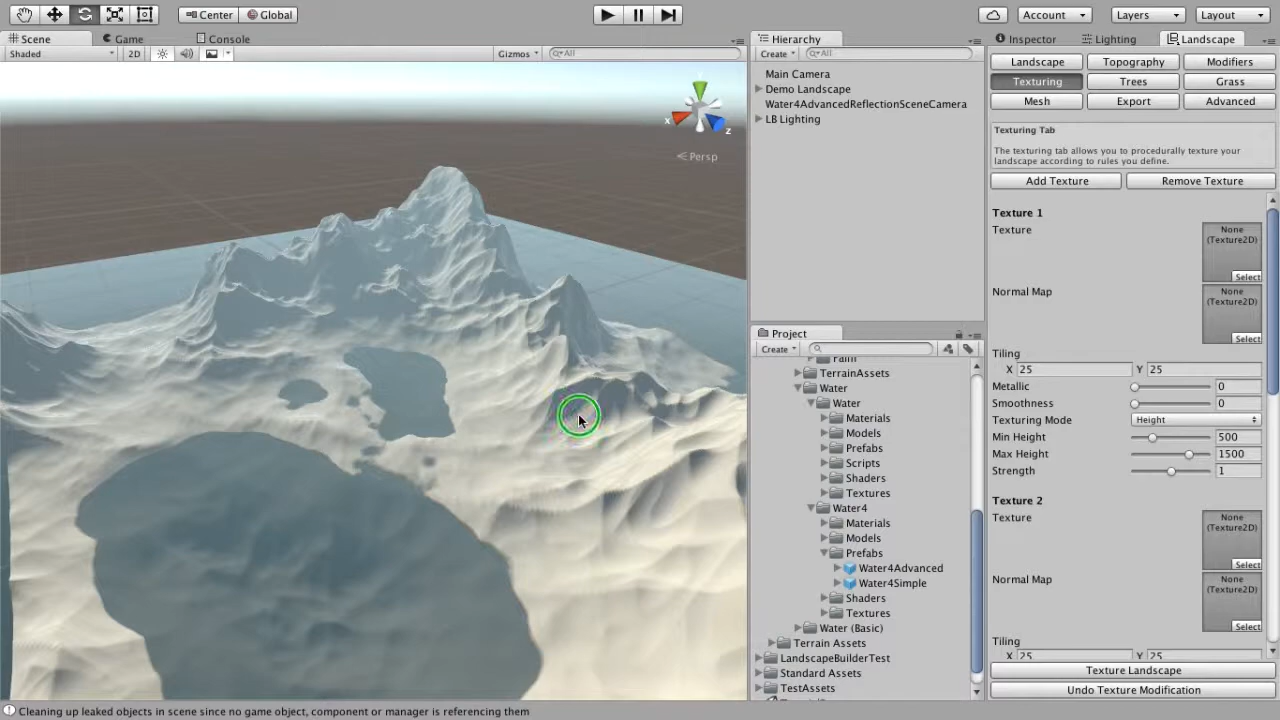 Center
Global
Account
Layers
Layout
Scene
Game
Console
Hierarchy
Inspector
Lighting
Landscape
Shaded
2D
Gizmos
All
Create
All
Landscape
Topography
Modifiers
Texturing
Trees
Grass
Mesh
Export
Advanced
Main Camera
Demo Landscape
Water4AdvancedReflectionSceneCamera
LB Lighting
x
z
Persp
Texturing Tab
The texturing tab allows you to procedurally texture your
landscape according to rules you define.
Add Texture
Remove Texture
Texture 1
Texture
None
(Texture2D)
Select
Normal Map
None
(Texture2D)
Select
Tiling
X 25
Y 25
Metallic
0
Smoothness
0
Texturing Mode
Height
Min Height
500
Max Height
1500
Strength
1
Texture 2
Texture
None
(Texture2D)
Select
Normal Map
None
(Texture2D)
Select
Tiling
X 25
Y 25
Texture Landscape
Undo Texture Modification
Project
Create
TerrainAssets
Water
Water
Materials
Models
Prefabs
Scripts
Shaders
Textures
Water4
Materials
Models
Prefabs
Water4Advanced
Water4Simple
Shaders
Textures
Water (Basic)
Terrain Assets
LandscapeBuilderTest
Standard Assets
TestAssets
Cleaning up leaked objects in scene since no game object, component or manager is referencing them